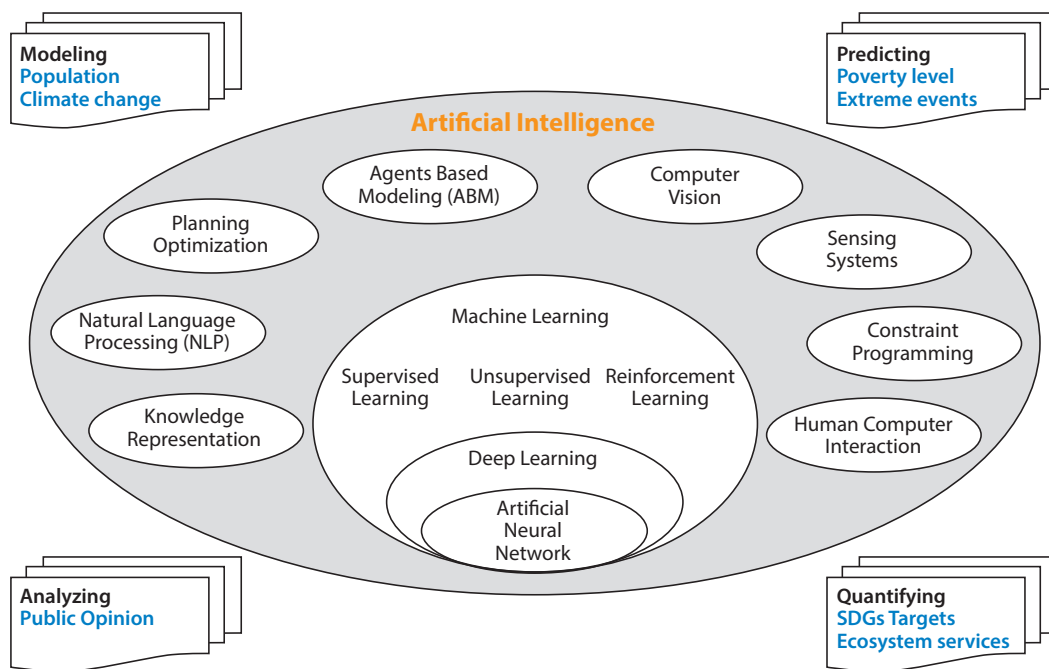 Modeling
Population
Climate change
Predicting
Poverty level
Extreme events
Artificial Intelligence
Agents Based
Modeling (ABM)
Computer
Vision
Planning
Optimization
Sensing
Systems
Natural Language
Processing (NLP)
Machine Learning
Constraint
Programming
Supervised
Learning
Unsupervised
Learning
Reinforcement
Learning
Knowledge
Representation
Human Computer
Interaction
Deep Learning
Artificial
Neural
Network
Analyzing
Public Opinion
Quantifying
SDGs Targets
Ecosystem services